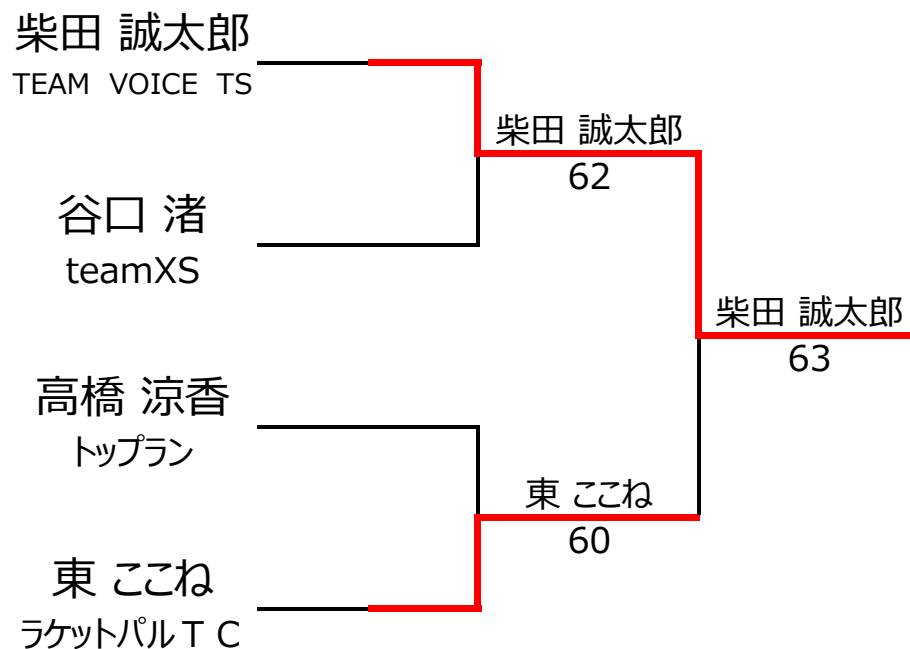 柴田 誠太郎
TEAM VOICE TS
柴田 誠太郎
62
谷口 渚
teamXS
柴田 誠太郎
63
高橋 涼香
トップラン
東 ここね
60
東 ここね
ラケットパルＴＣ